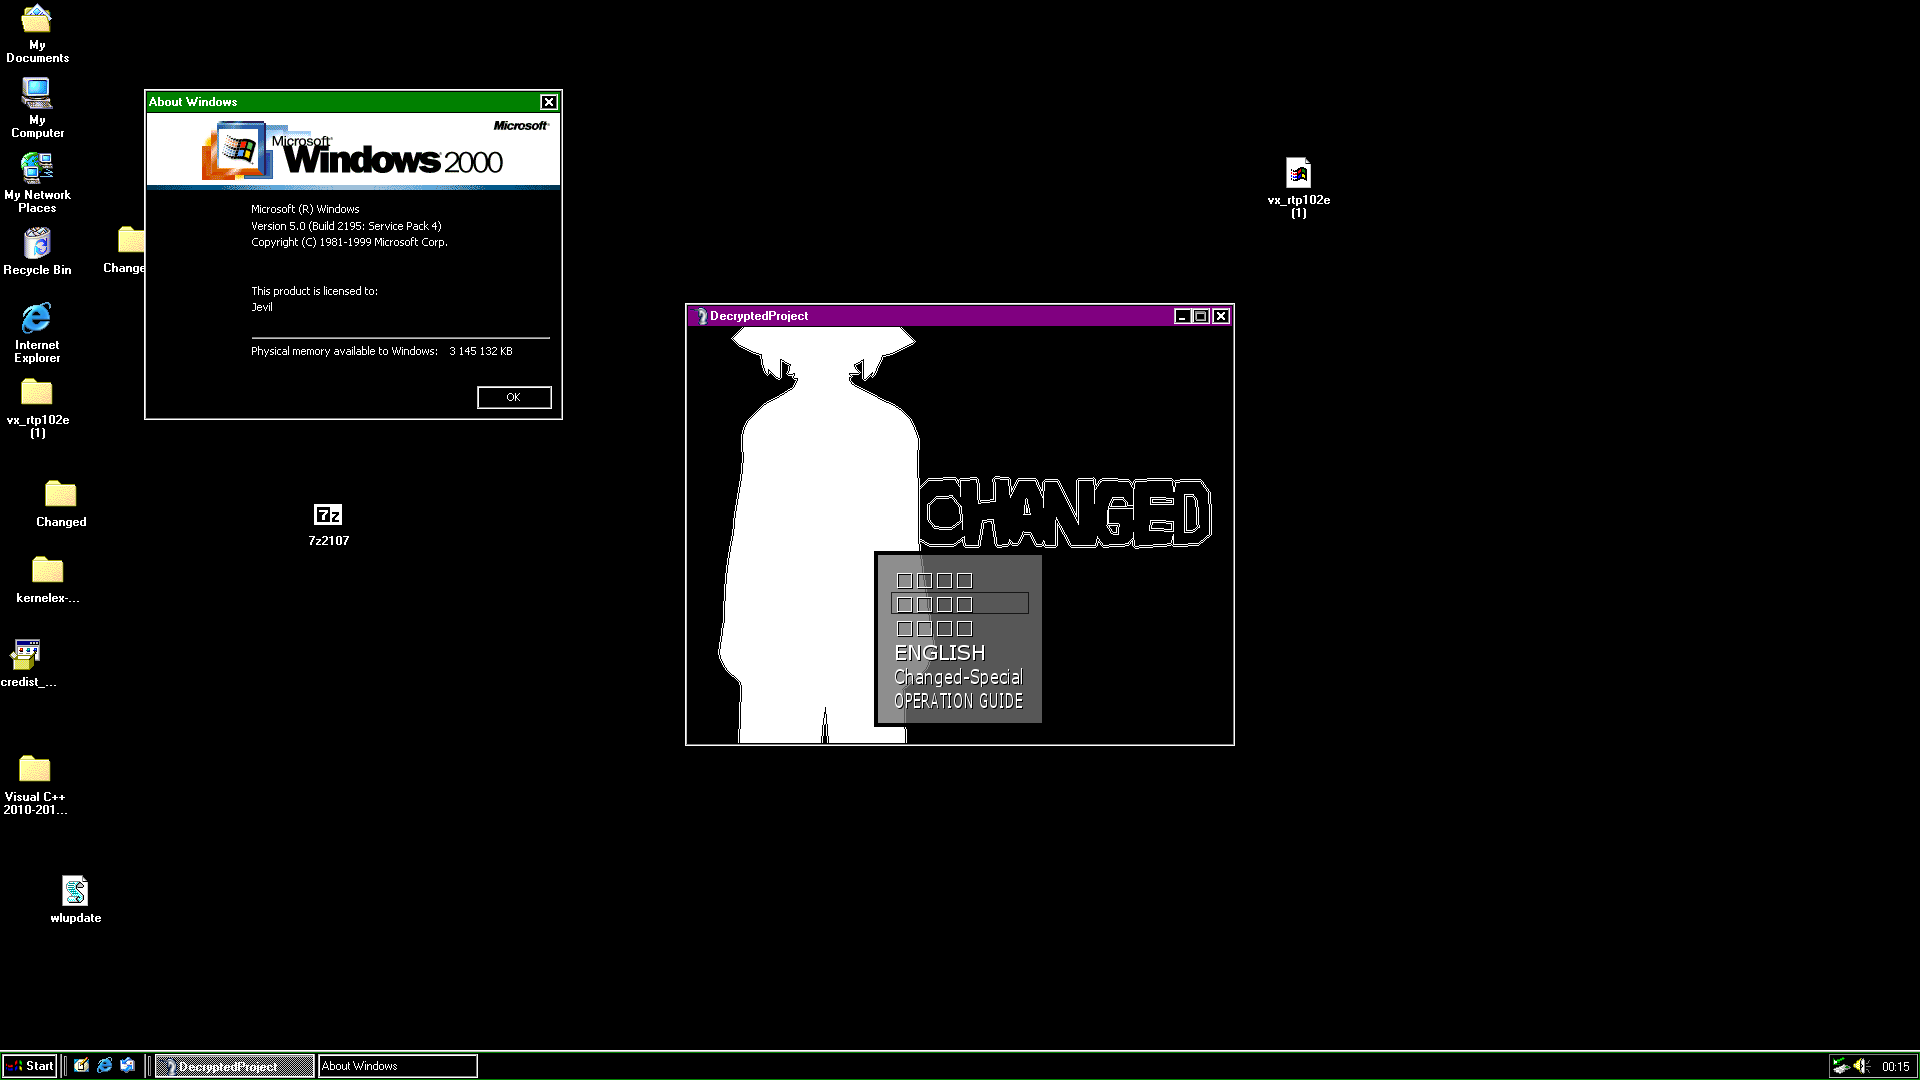 My
Documents
My
Computer
My Network
Places
Recycle Bin
Internet
Explorer
vx_rtp102e
(1)
Changed
kernelex-...
credist_...
Visual C++
2010-201...
wlupdate
Change
7z
7z2107
vx_rtp102e
(1)
About Windows
Microsoft
Microsoft
Windows 2000
Microsoft (R) Windows
Version 5.0 (Build 2195: Service Pack 4)
Copyright (C) 1981-1999 Microsoft Corp.
This product is licensed to:
Jevil
Physical memory available to Windows: 3 145 132 KB
OK
DecryptedProject
CHANGED
□□□□
□□□□
□□□□
ENGLISH
Changed-Special
OPERATION GUIDE
Start
DecryptedProject
About Windows
00:15